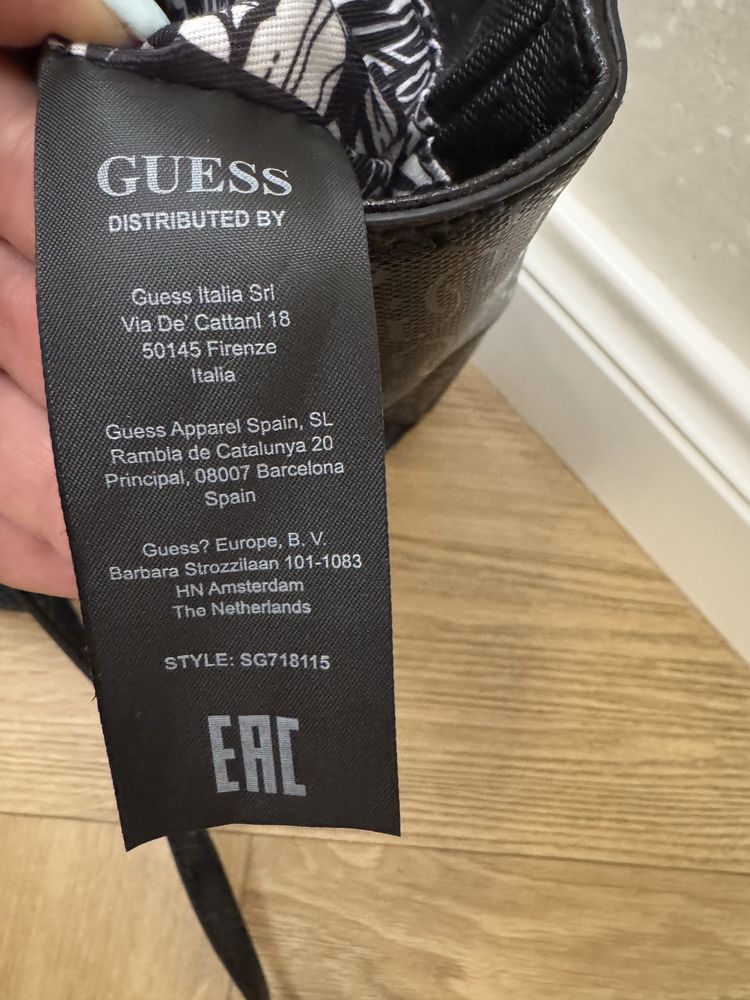 GUESS
DISTRIBUTED BY
Guess Italia Srl
Via De' Cattanl 18
50145 Firenze
Italia
Guess Apparel Spain, SL
Rambla de Catalunya 20
Principal, 08007 Barcelona
Spain
Guess? Europe, B. V.
Barbara Strozzilaan 101-1083
HN Amsterdam
The Netherlands
STYLE: SG718115
EAC